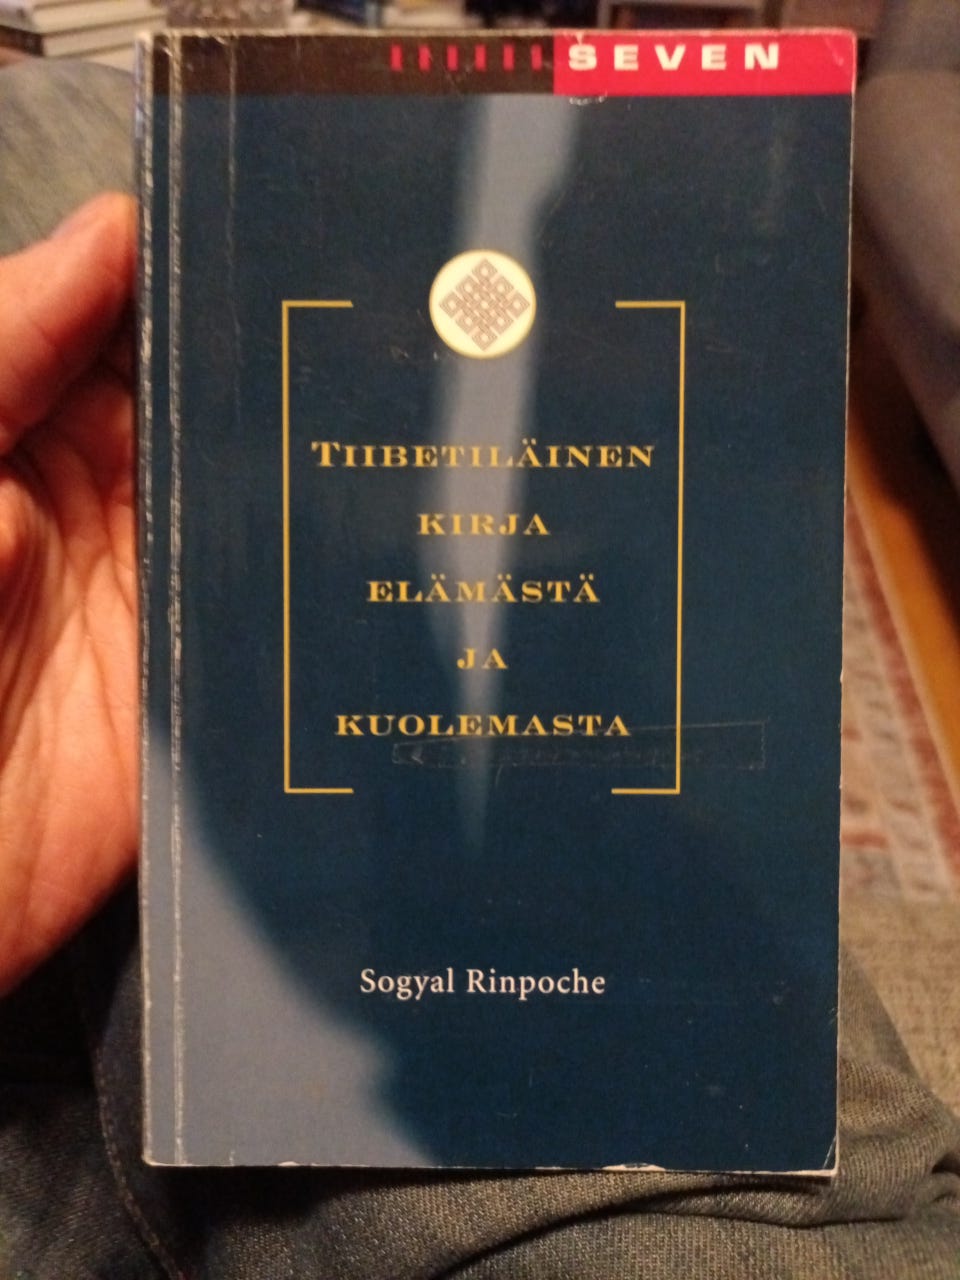 SEVEN
TIIBETILÄINEN
KIRJA
ELÄMÄSTÄ
JA
KUOLEMASTA
Sogyal Rinpoche